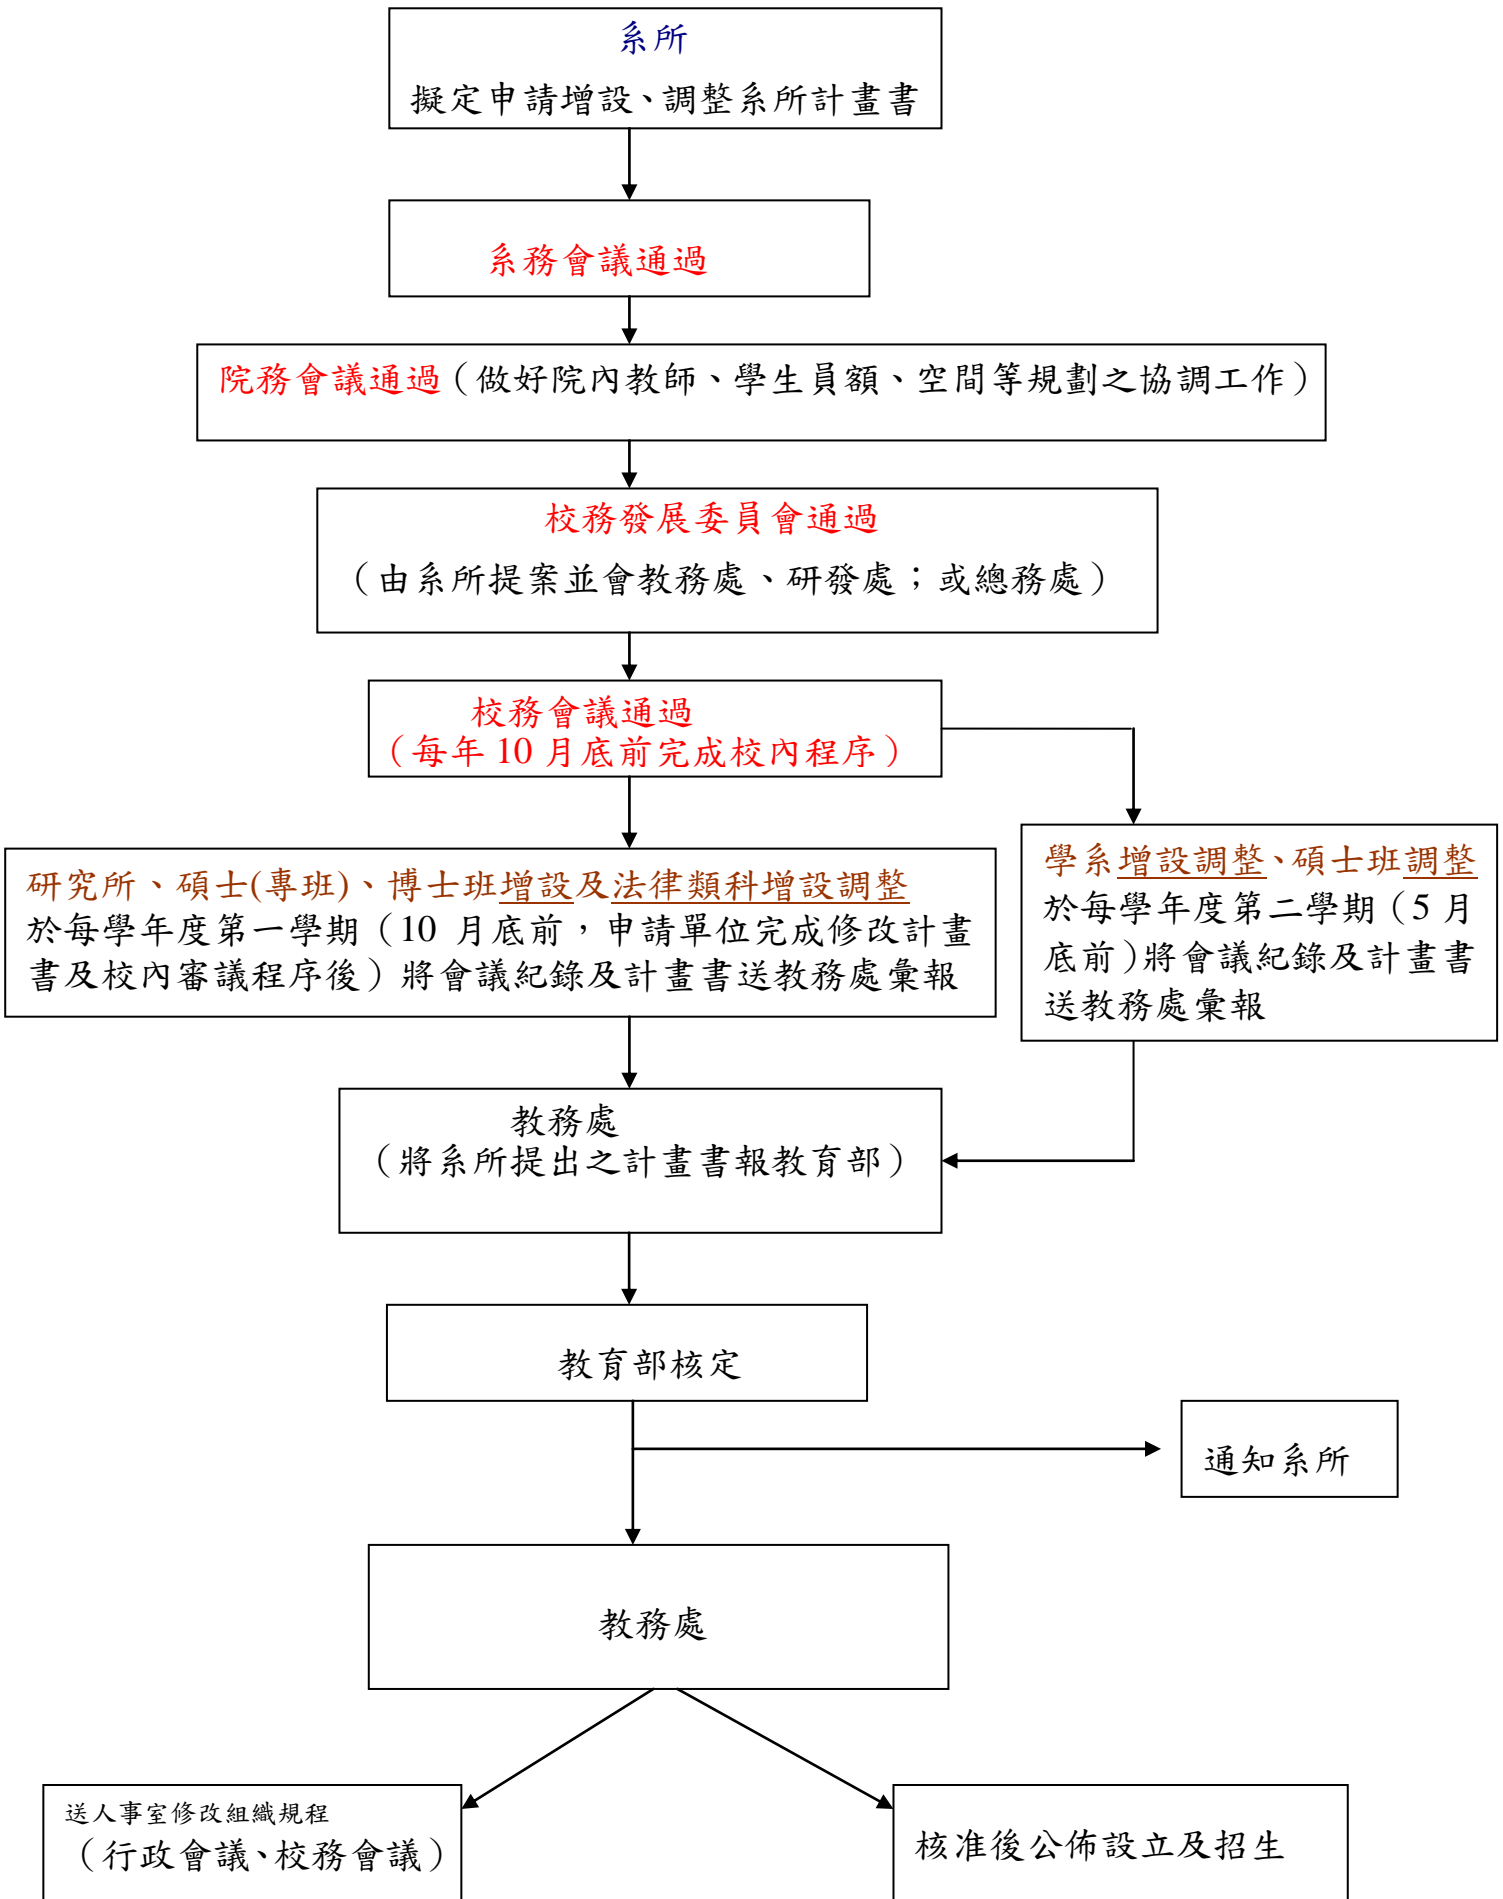 系所
擬定申請增設、調整系所計畫書
系務會議通過
院務會議通過（做好院內教師、學生員額、空間等規劃之協調工作）
校務發展委員會通過
（由系所提案並會教務處、研發處；或總務處）
校務會議通過
（每年 10 月底前完成校內程序）
研究所、碩士(專班)、博士班增設及法律類科增設調整
於每學年度第一學期（10 月底前，申請單位完成修改計畫
書及校內審議程序後）將會議紀錄及計畫書送教務處彙報
學系增設調整、碩士班調整
於每學年度第二學期（5 月
底前）將會議紀錄及計畫書
送教務處彙報
教務處
（將系所提出之計畫書報教育部）
教育部核定
通知系所
教務處
送人事室修改組織規程
（行政會議、校務會議）
核准後公佈設立及招生